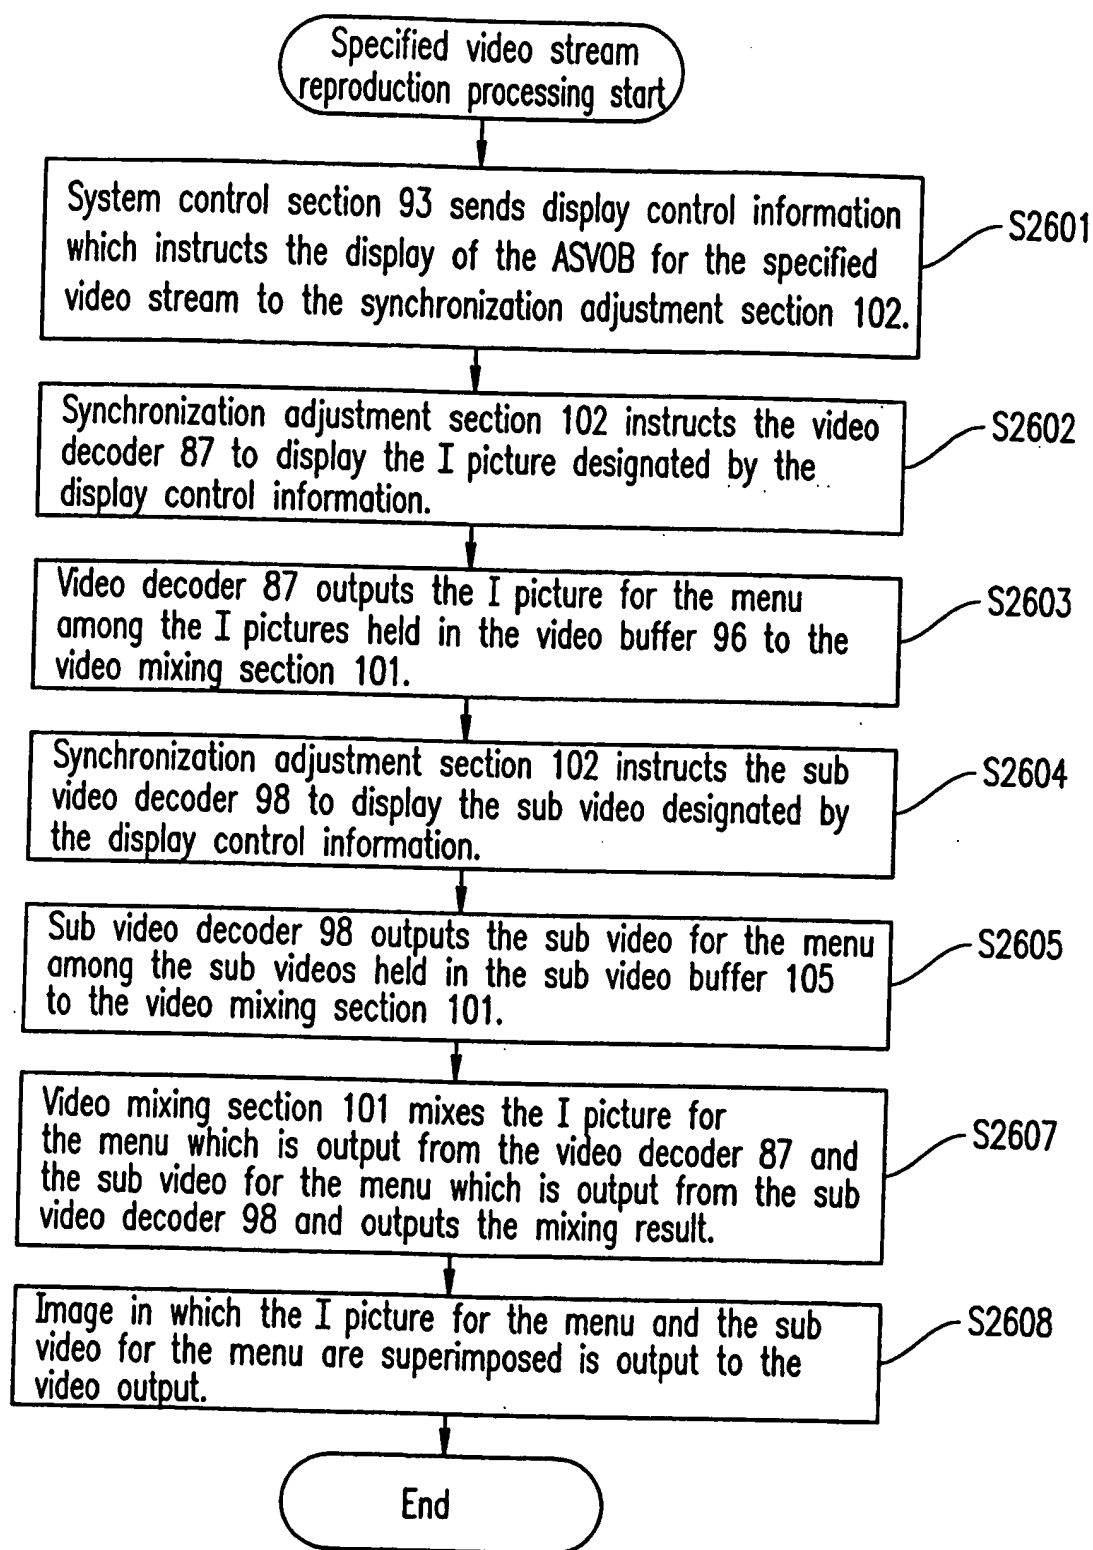 Specified video stream
reproduction processing start
System control section 93 sends display control information
which instructs the display of the ASVOB for the specified
video stream to the synchronization adjustment section 102.
S2601
Synchronization adjustment section 102 instructs the video
decoder 87 to display the I picture designated by the
display control information.
S2602
Video decoder 87 outputs the I picture for the menu
among the I pictures held in the video buffer 96 to the
video mixing section 101.
S2603
Synchronization adjustment section 102 instructs the sub
video decoder 98 to display the sub video designated by
the display control information.
S2604
Sub video decoder 98 outputs the sub video for the menu
among the sub videos held in the sub video buffer 105
to the video mixing section 101.
S2605
Video mixing section 101 mixes the I picture for
the menu which is output from the video decoder 87 and
the sub video for the menu which is output from the sub
video decoder 98 and outputs the mixing result.
S2607
Image in which the I picture for the menu and the sub
video for the menu are superimposed is output to the
video output.
S2608
End